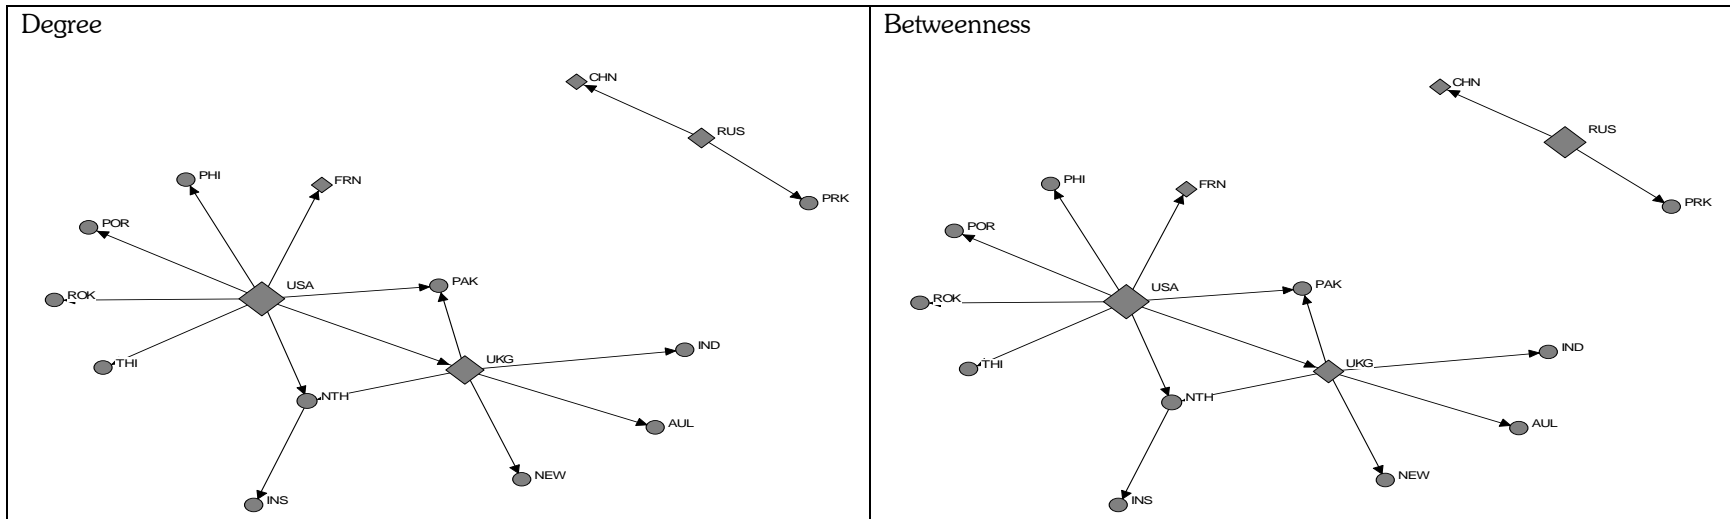 Degree
CHN
RUS
PHI
FRN
PRK
POR
PAK
USA
ROK
IND
UKG
THI
NTH
AUL
NEW
INS
Betweenness
CHN
RUS
PHI
FRN
PRK
POR
PAK
USA
ROK
IND
UKG
THI
NTH
AUL
NEW
INS